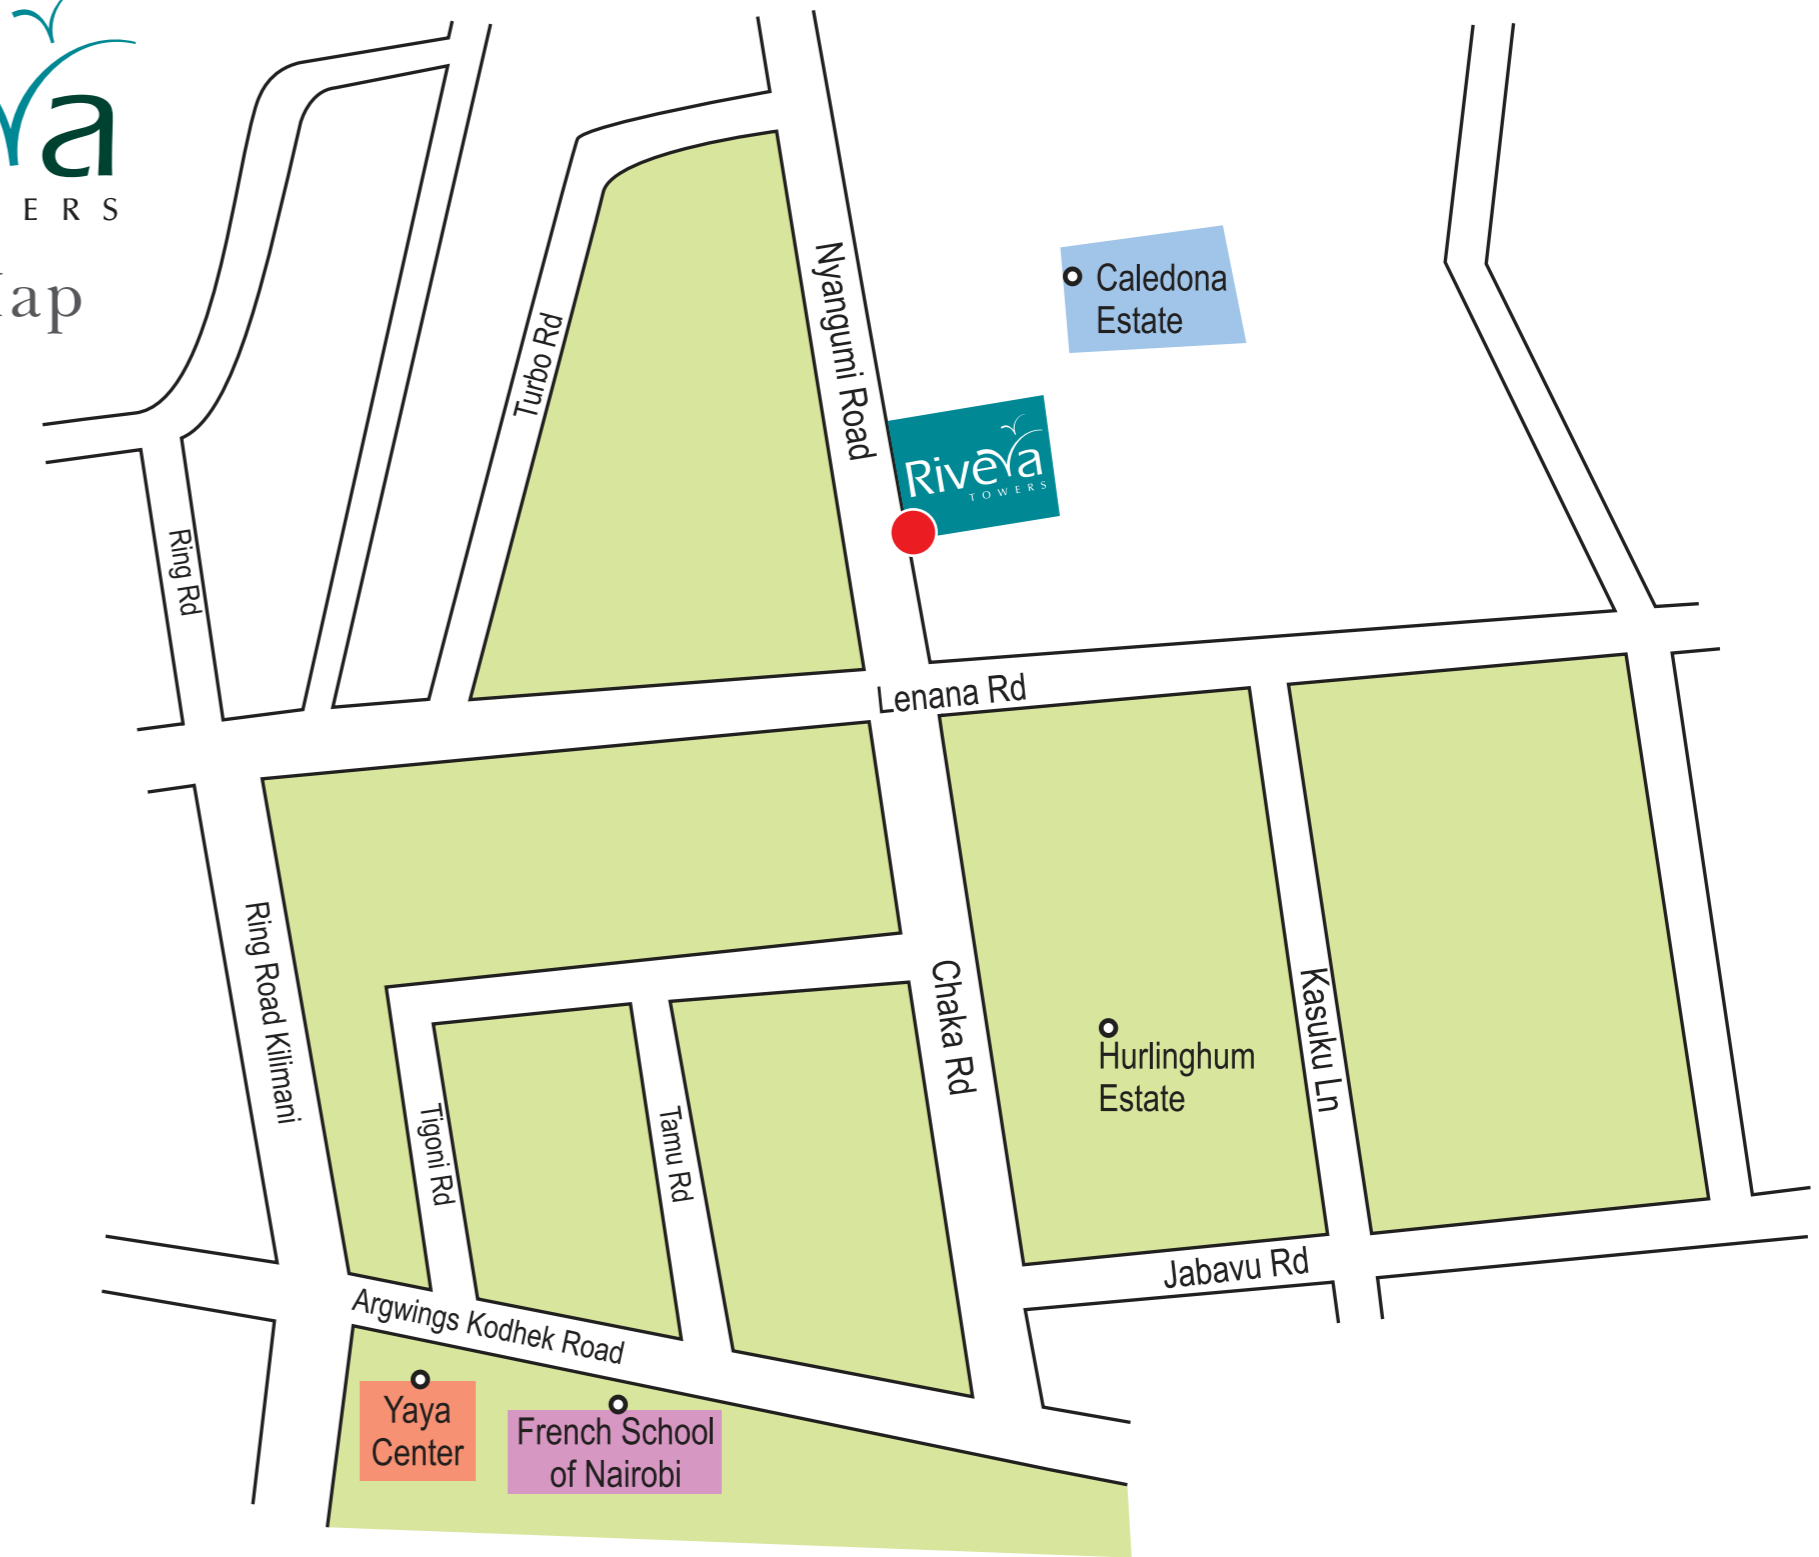 a
ERS
ap
Nyangumi Road
Caledona
Estate
Turbo Rd
Rivera
TOWERS
Ring Rd
Lenana Rd
Ring Road Kilimani
Chaka Rd
Kasuku Ln
Hurlinghum
Estate
Tigoni Rd
Tamu Rd
Jabavu Rd
Argwings Kodhek Road
Yaya
Center
French School
of Nairobi